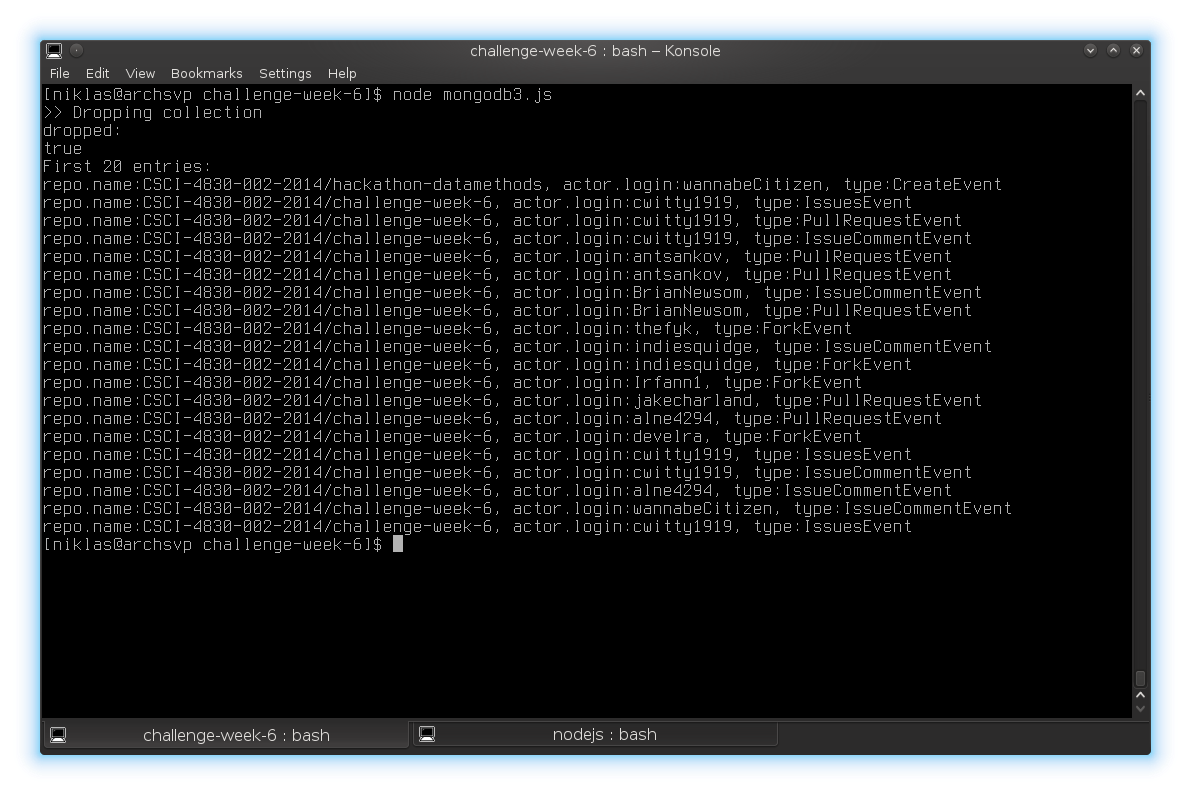 challenge-week-6 : bash – Konsole
File Edit View Bookmarks Settings Help
[niklas@archsvp challenge-week-6]$ node mongodb3.js
>> Dropping collection
dropped:
true
First 20 entries:
repo.name:CSCI-4830-002-2014/hackathon-datamethods, actor.login:wannabeCitizen, type:CreateEvent
repo.name:CSCI-4830-002-2014/challenge-week-6, actor.login:cwitty1919, type:IssuesEvent
repo.name:CSCI-4830-002-2014/challenge-week-6, actor.login:cwitty1919, type:PullRequestEvent
repo.name:CSCI-4830-002-2014/challenge-week-6, actor.login:cwitty1919, type:IssueCommentEvent
repo.name:CSCI-4830-002-2014/challenge-week-6, actor.login:antsankov, type:PullRequestEvent
repo.name:CSCI-4830-002-2014/challenge-week-6, actor.login:antsankov, type:PullRequestEvent
repo.name:CSCI-4830-002-2014/challenge-week-6, actor.login:BrianNewsom, type:IssueCommentEvent
repo.name:CSCI-4830-002-2014/challenge-week-6, actor.login:BrianNewsom, type:PullRequestEvent
repo.name:CSCI-4830-002-2014/challenge-week-6, actor.login:thefyk, type:ForkEvent
repo.name:CSCI-4830-002-2014/challenge-week-6, actor.login:indiesquidge, type:IssueCommentEvent
repo.name:CSCI-4830-002-2014/challenge-week-6, actor.login:indiesquidge, type:ForkEvent
repo.name:CSCI-4830-002-2014/challenge-week-6, actor.login:Irfann1, type:ForkEvent
repo.name:CSCI-4830-002-2014/challenge-week-6, actor.login:jakecharland, type:PullRequestEvent
repo.name:CSCI-4830-002-2014/challenge-week-6, actor.login:alne4294, type:PullRequestEvent
repo.name:CSCI-4830-002-2014/challenge-week-6, actor.login:develra, type:ForkEvent
repo.name:CSCI-4830-002-2014/challenge-week-6, actor.login:cwitty1919, type:IssuesEvent
repo.name:CSCI-4830-002-2014/challenge-week-6, actor.login:cwitty1919, type:IssueCommentEvent
repo.name:CSCI-4830-002-2014/challenge-week-6, actor.login:alne4294, type:IssueCommentEvent
repo.name:CSCI-4830-002-2014/challenge-week-6, actor.login:wannabeCitizen, type:IssueCommentEvent
repo.name:CSCI-4830-002-2014/challenge-week-6, actor.login:cwitty1919, type:IssuesEvent
[niklas@archsvp challenge-week-6]$
challenge-week-6 : bash
nodejs : bash